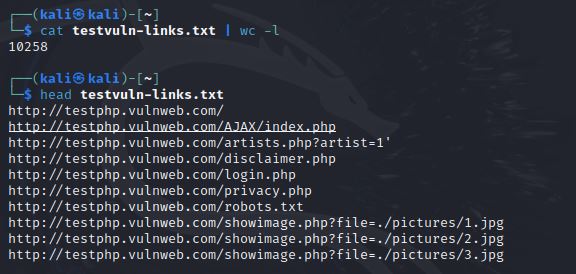 ┌──(kali㉿kali)-[~]
└─$ cat testvuln-links.txt | wc -l
10258
┌──(kali㉿kali)-[~]
└─$ head testvuln-links.txt
http://testphp.vulnweb.com/
http://testphp.vulnweb.com/AJAX/index.php
http://testphp.vulnweb.com/artists.php?artist=1'
http://testphp.vulnweb.com/disclaimer.php
http://testphp.vulnweb.com/login.php
http://testphp.vulnweb.com/privacy.php
http://testphp.vulnweb.com/robots.txt
http://testphp.vulnweb.com/showimage.php?file=./pictures/1.jpg
http://testphp.vulnweb.com/showimage.php?file=./pictures/2.jpg
http://testphp.vulnweb.com/showimage.php?file=./pictures/3.jpg